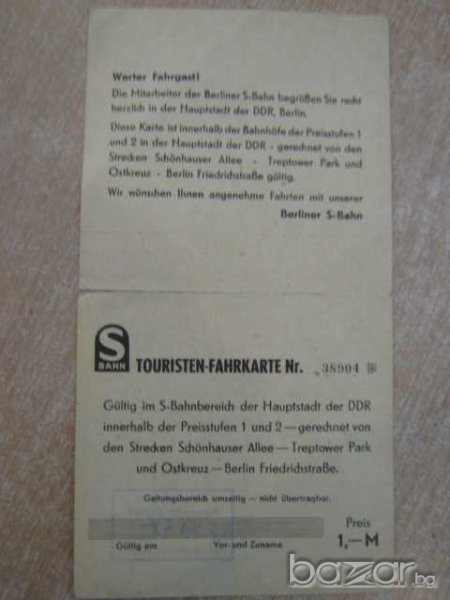 Werter Fahrgast!
Die Mitarbeiter der Berliner S-Bahn begrüßen Sie recht
herzlich in der Hauptstadt der DDR, Berlin.
Diese Karte ist innerhalb der Bahnhöfe der Preisstufen 1
und 2 in der Hauptstadt der DDR - gerechnet von den
Strecken Schönhauser Allee - Treptower Park und
Ostkreuz - Berlin Friedrichstraße gültig.
Wir wünschen Ihnen angenehme Fahrten mit unserer
Berliner S-Bahn
S
BAHN
TOURISTEN-FAHRKARTE Nr. 38904 *
Gültig im S-Bahnbereich der Hauptstadt der DDR
innerhalb der Preisstufen 1 und 2—gerechnet von
den Strecken Schönhauser Allee—Treptower Park
und Ostkreuz—Berlin Friedrichstraße.
Geltungsbereich umseitig — nicht übertragbar.
Preis
Gültig am Vor- und Zuname 1,—M
bazar.bg